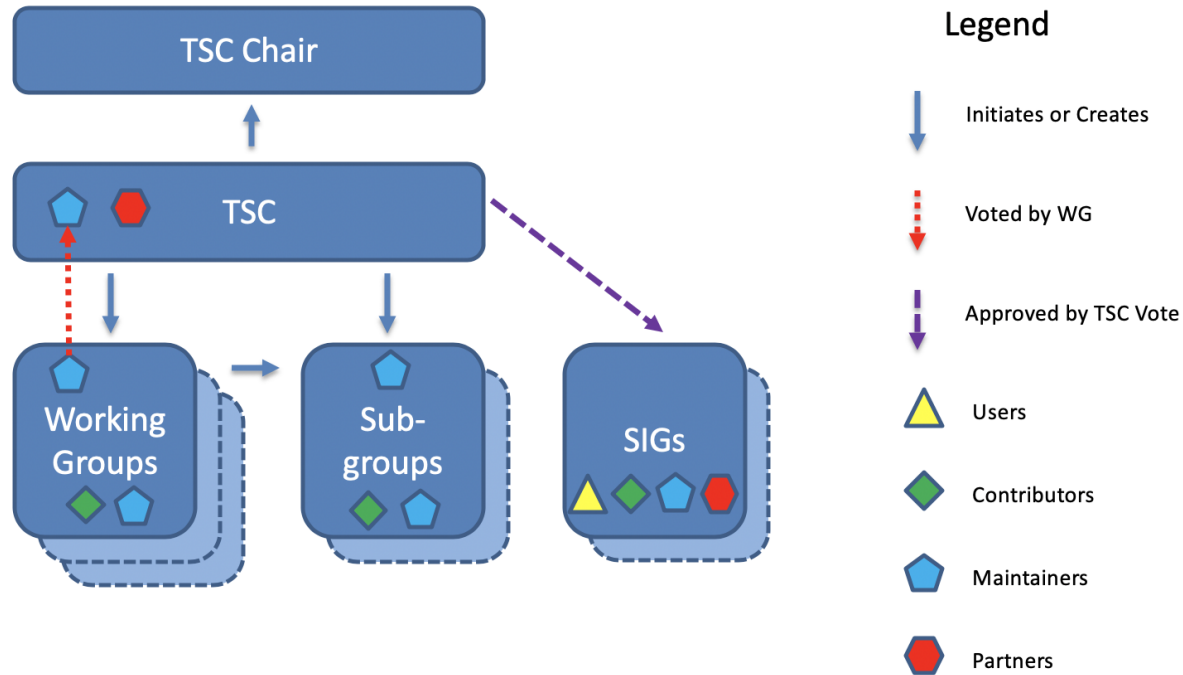 TSC Chair
TSC
Working
Groups
Sub-
groups
SIGs
Legend
Initiates or Creates
Voted by WG
Approved by TSC Vote
Users
Contributors
Maintainers
Partners